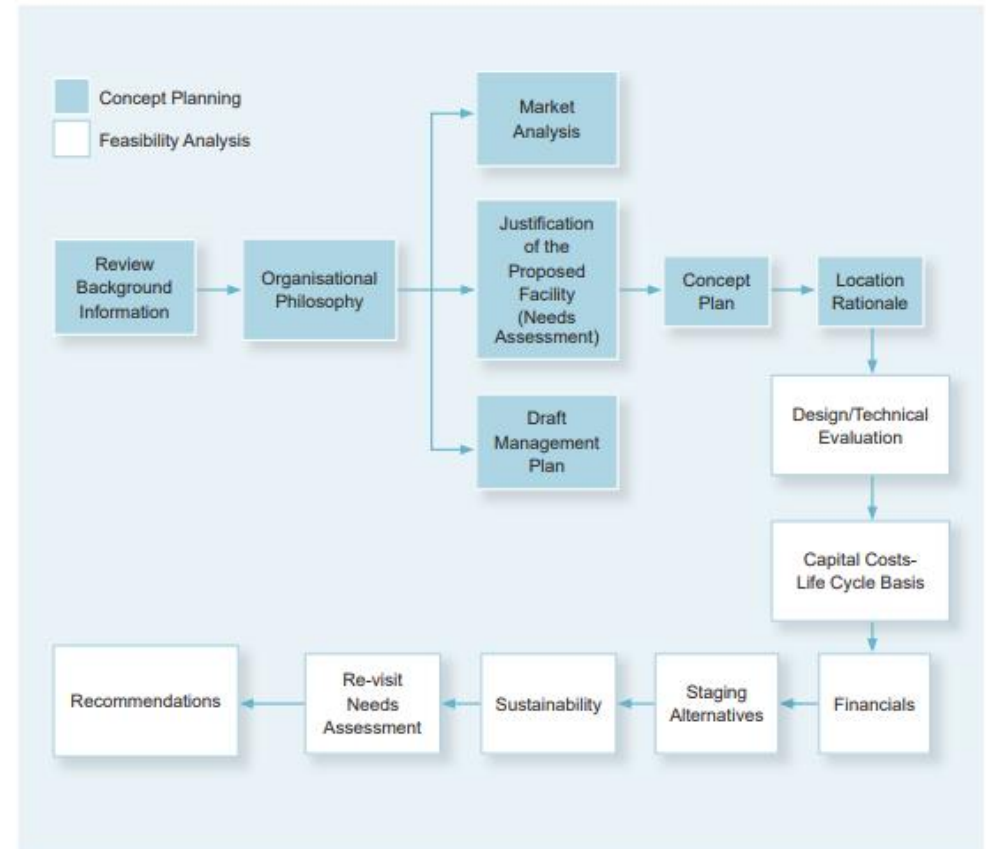 Concept Planning
Feasibility Analysis
Market
Analysis
Review
Background
Information
Organisational
Philosophy
Justification
of the
Proposed
Facility
(Needs
Assessment)
Concept
Plan
Location
Rationale
Draft
Management
Plan
Design/Technical
Evaluation
Capital Costs-
Life Cycle Basis
Financials
Staging
Alternatives
Sustainability
Re-visit
Needs
Assessment
Recommendations